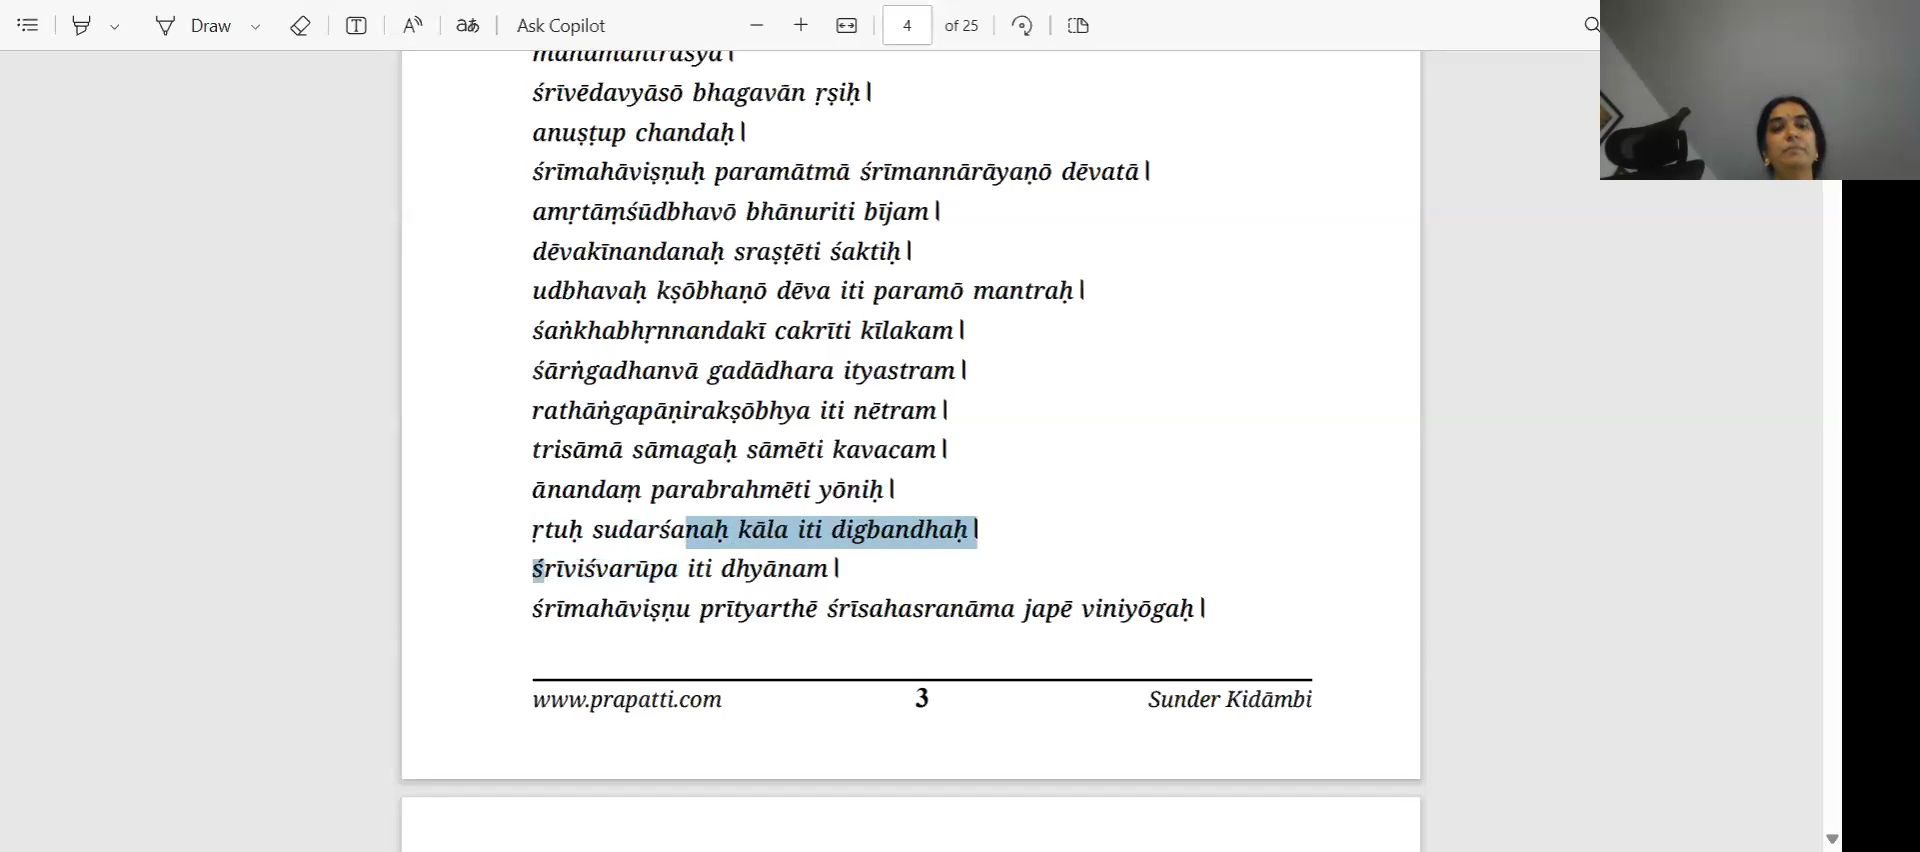 Draw
Ask Copilot
4 of 25
mahāmantrasya।
śrīvēdavyāsō bhagavān ṛṣiḥ।
anuṣṭup chandaḥ।
śrīmahāviṣṇuḥ paramātmā śrīmannārāyaṇō dēvatā।
amṛtāṃśūdbhavō bhānuriti bījam।
dēvakīnandanaḥ sraṣṭēti śaktiḥ।
udbhavaḥ kṣōbhaṇō dēva iti paramō mantraḥ।
śaṅkhabhṛnnandakī cakrīti kīlakam।
śārṅgadhanvā gadādhara ityastram।
rathāṅgapāṇirakṣōbhya iti nētram।
trisāmā sāmagaḥ sāmēti kavacam।
ānandaṃ parabrahmēti yōniḥ।
ṛtuḥ sudarśanaḥ kāla iti digbandhaḥ।
śrīviśvarūpa iti dhyānam।
śrīmahāviṣṇu prītyarthē śrīsahasranāma japē viniyōgaḥ।
www.prapatti.com 3 Sunder Kidāmbi